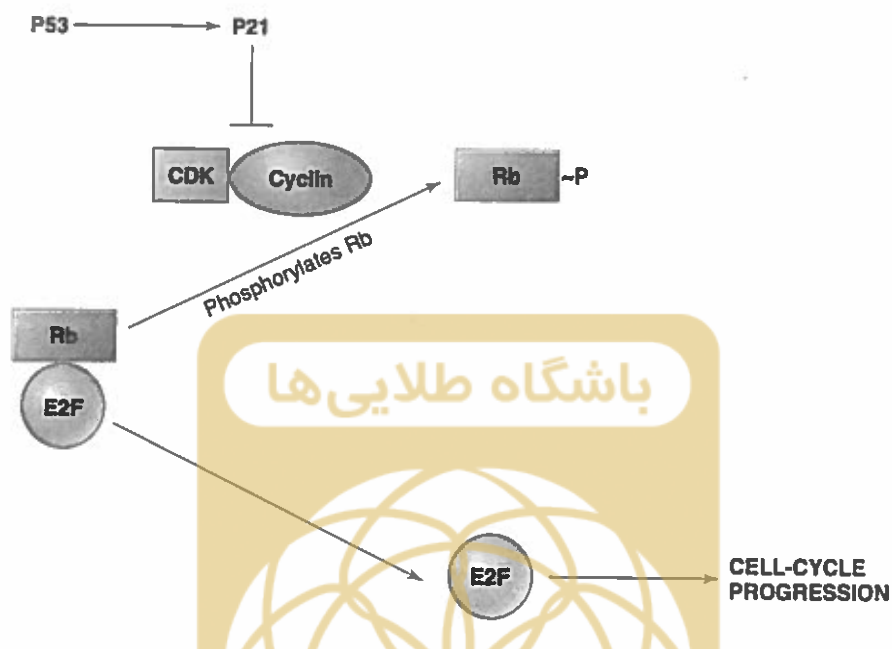 P53
P21
CDK
Cyclin
Rb
~P
Phosphorylates Rb
Rb
E2F
باشگاه طلایی‌ها
E2F
CELL-CYCLE
PROGRESSION